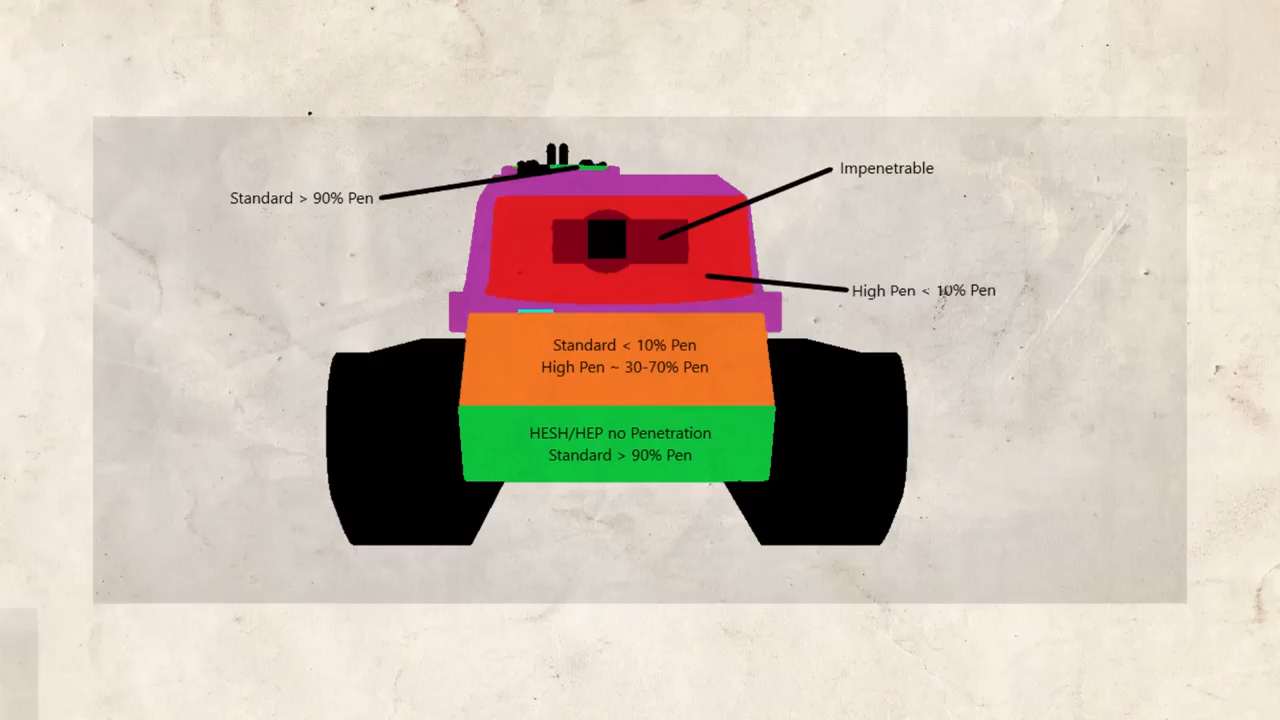 Impenetrable
Standard > 90% Pen
High Pen < 10% Pen
Standard < 10% Pen
High Pen ~ 30-70% Pen
HESH/HEP no Penetration
Standard > 90% Pen